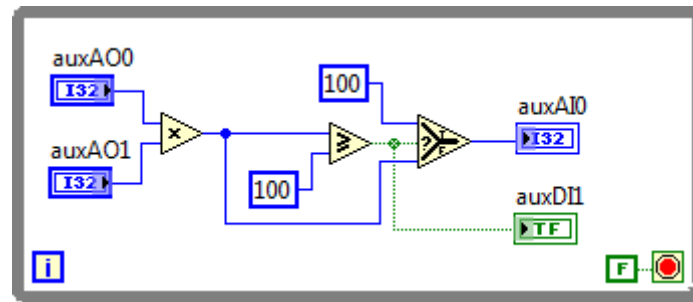 auxAO0
I32
100
auxAI0
I32
x
≥
?
T
F
auxAO1
I32
100
auxDI1
TF
i
F